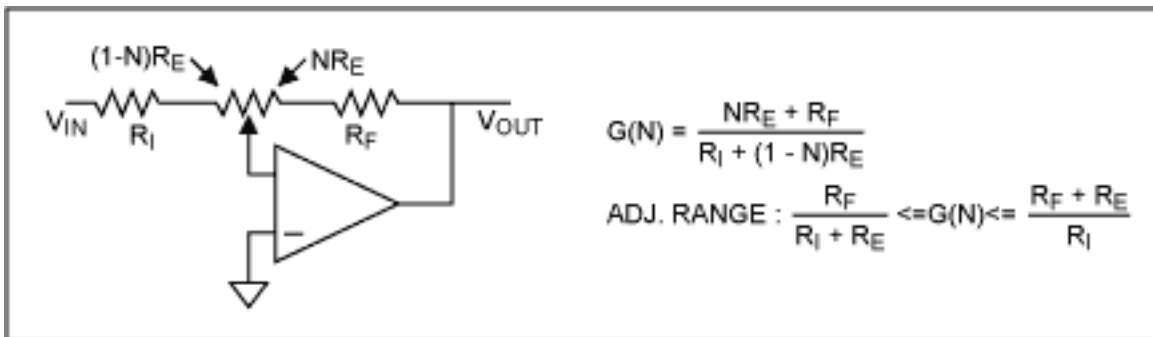 (1-N)RE
NRE
VIN
RI
RF
VOUT
−
G(N) = NRE + RF / RI + (1 - N)RE
ADJ. RANGE : RF / RI + RE <=G(N)<= RF + RE / RI